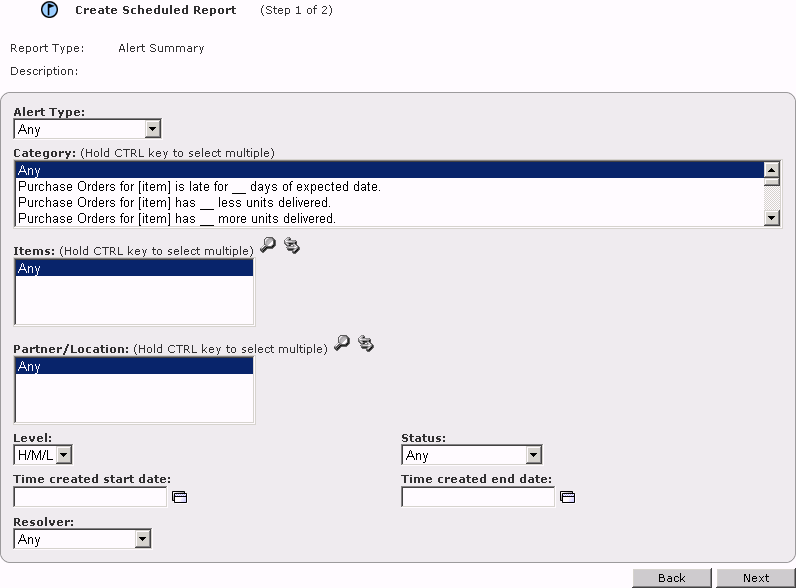 Create Scheduled Report (Step 1 of 2)
Report Type: Alert Summary
Description:
Alert Type:
Any
Category: (Hold CTRL key to select multiple)
Any
Purchase Orders for [item] is late for __ days of expected date.
Purchase Orders for [item] has __ less units delivered.
Purchase Orders for [item] has __ more units delivered.
Items: (Hold CTRL key to select multiple)
Any
Partner/Location: (Hold CTRL key to select multiple)
Any
Level: Status:
H/M/L Any
Time created start date: Time created end date:
Resolver:
Any
Back Next